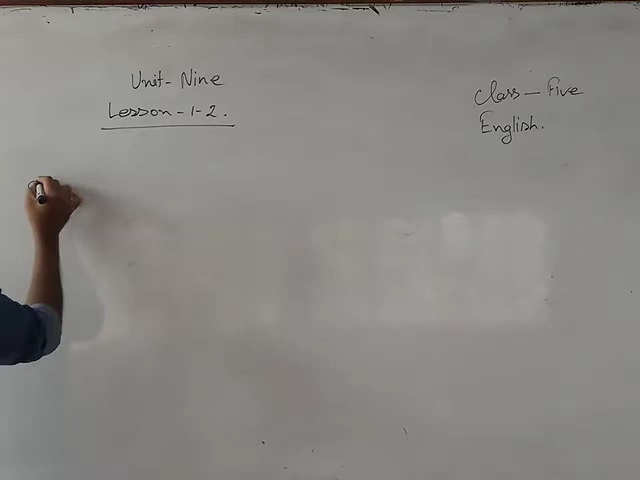 Unit - Nine
Lesson - 1-2.
Class - Five
English.